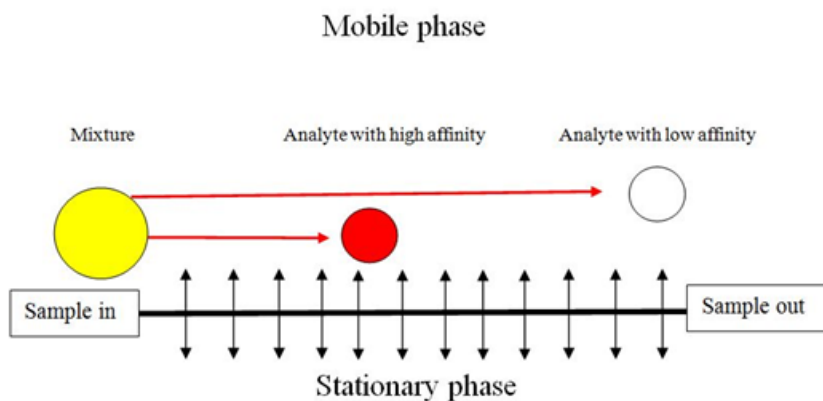 Mobile phase
Mixture
Analyte with high affinity
Analyte with low affinity
Sample in
Sample out
Stationary phase